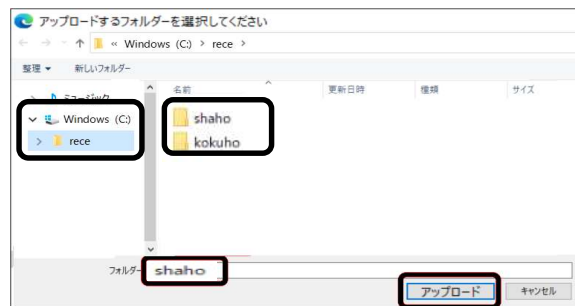 アップロードするフォルダーを選択してください
« Windows (C:) > rece >
整理 新しいフォルダー
名前 更新日時 種類 サイズ
ミュージック
Windows (C:)
rece
shaho
kokuho
フォルダー: shaho
アップロード キャンセル